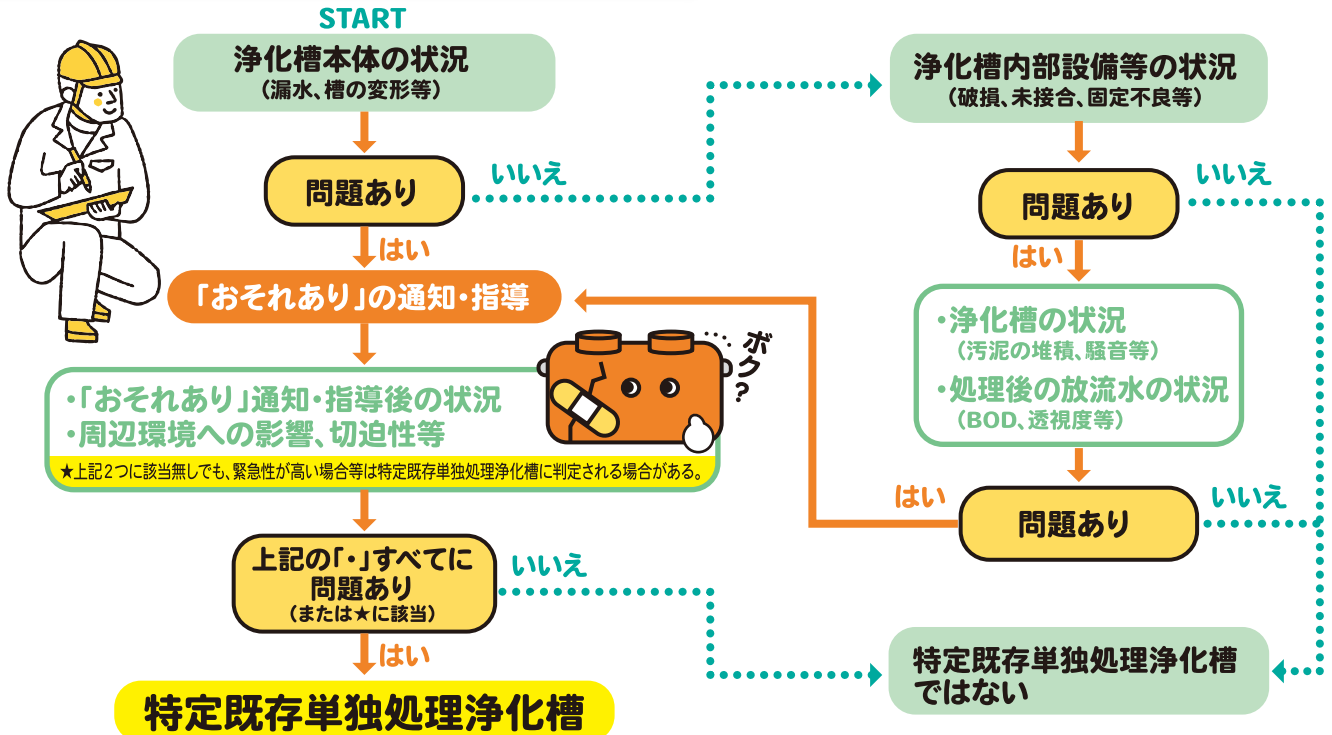 START
浄化槽本体の状況
（漏水、槽の変形等）
問題あり
いいえ
はい
「おそれあり」の通知・指導
・「おそれあり」通知・指導後の状況
・周辺環境への影響、切迫性等
★上記2つに該当無しでも、緊急性が高い場合等は特定既存単独処理浄化槽に判定される場合がある。
ボク？
上記の「・」すべてに
問題あり
（または★に該当）
いいえ
はい
特定既存単独処理浄化槽
浄化槽内部設備等の状況
（破損、未接合、固定不良等）
問題あり
いいえ
はい
・浄化槽の状況
（汚泥の堆積、騒音等）
・処理後の放流水の状況
（BOD、透視度等）
はい
問題あり
いいえ
特定既存単独処理浄化槽
ではない